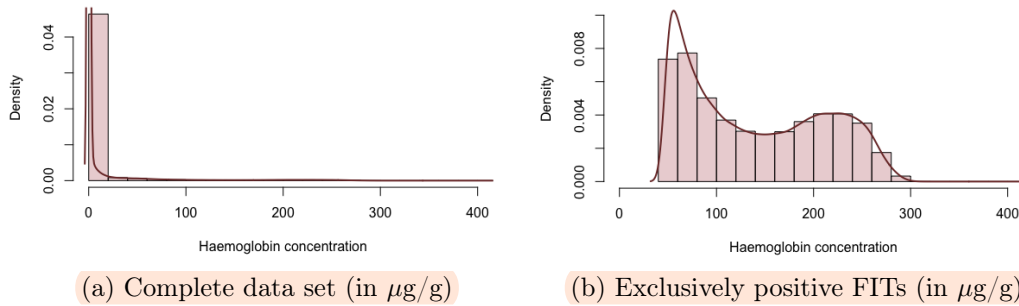 Density
0.04
0.02
0.00
0 100 200 300 400
Haemoglobin concentration
(a) Complete data set (in μg/g)
Density
0.008
0.004
0.000
0 100 200 300 400
Haemoglobin concentration
(b) Exclusively positive FITs (in μg/g)